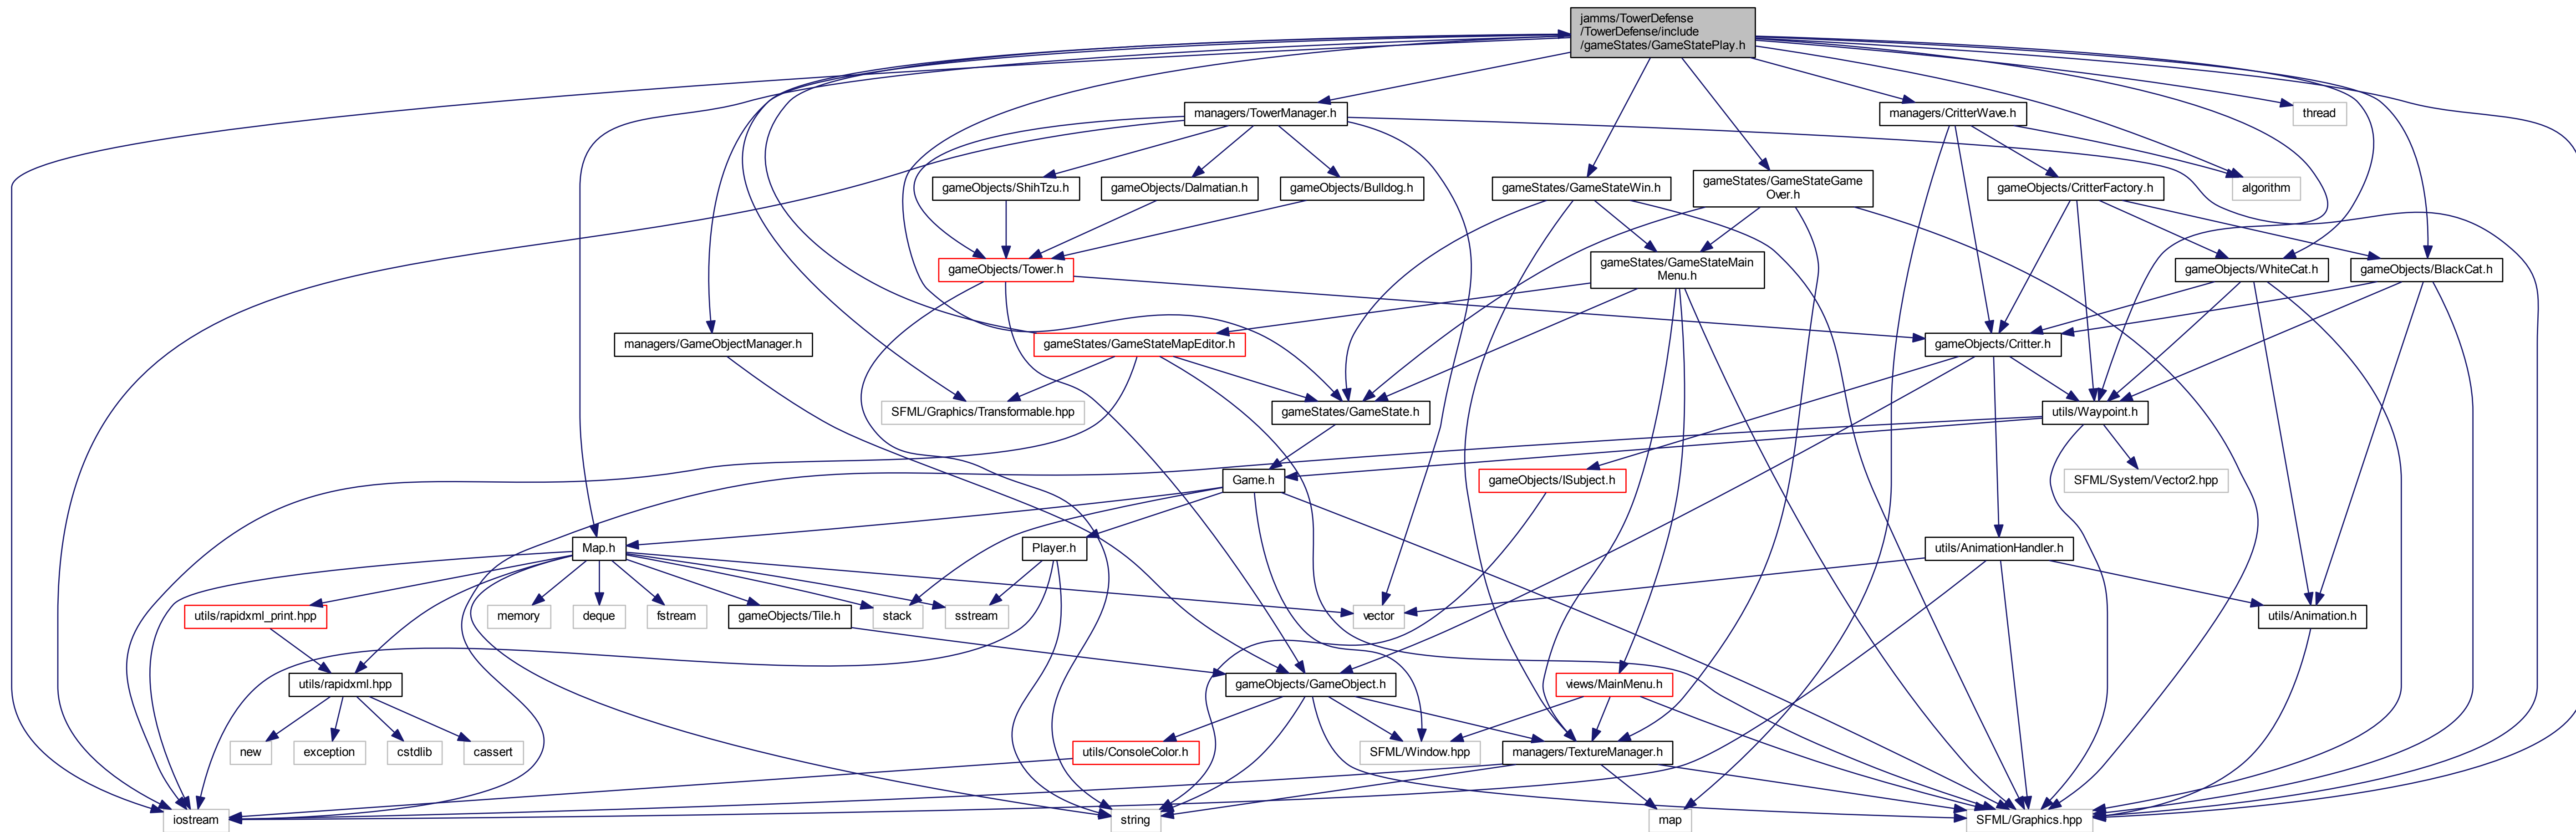 jamms/TowerDefense
/TowerDefense/include
/gameStates/GameStatePlay.h
managers/TowerManager.h
managers/CritterWave.h
thread
gameObjects/ShihTzu.h
gameObjects/Dalmatian.h
gameObjects/Bulldog.h
gameStates/GameStateWin.h
gameStates/GameStateGame
Over.h
gameObjects/CritterFactory.h
algorithm
gameObjects/Tower.h
gameStates/GameStateMain
Menu.h
gameObjects/WhiteCat.h
gameObjects/BlackCat.h
managers/GameObjectManager.h
gameStates/GameStateMapEditor.h
gameObjects/Critter.h
SFML/Graphics/Transformable.hpp
gameStates/GameState.h
utils/Waypoint.h
Game.h
gameObjects/ISubject.h
SFML/System/Vector2.hpp
Map.h
Player.h
utils/AnimationHandler.h
utils/rapidxml_print.hpp
memory
deque
fstream
gameObjects/Tile.h
stack
sstream
vector
utils/Animation.h
utils/rapidxml.hpp
gameObjects/GameObject.h
views/MainMenu.h
new
exception
cstdlib
cassert
utils/ConsoleColor.h
SFML/Window.hpp
managers/TextureManager.h
iostream
string
map
SFML/Graphics.hpp